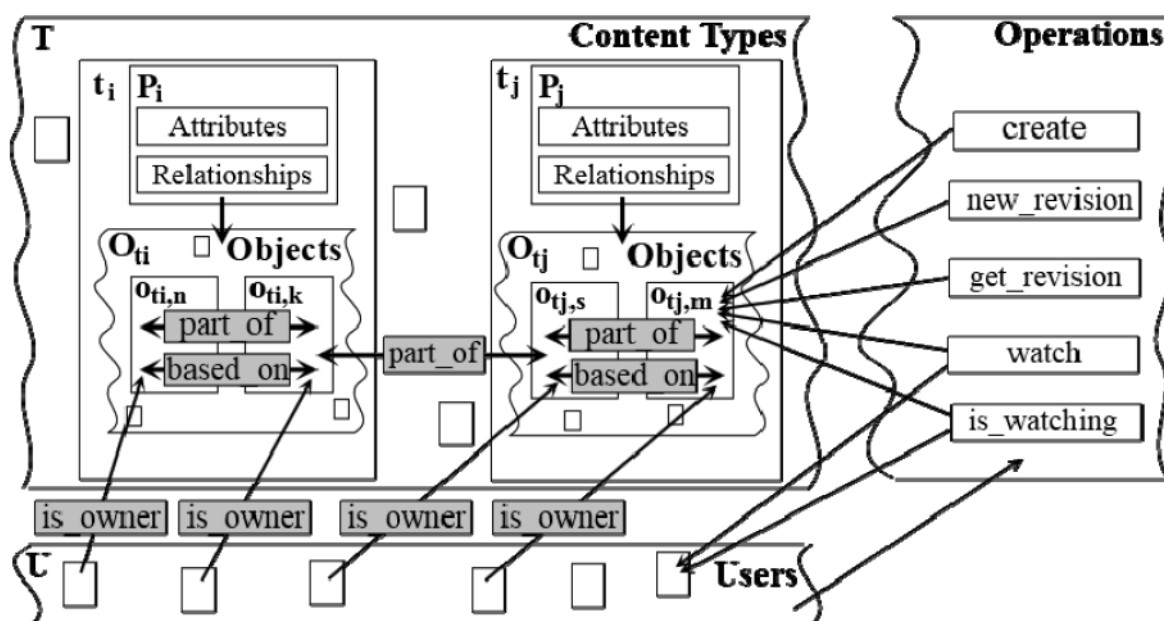 T
Content Types
Operations
ti
Pi
Attributes
Relationships
tj
Pj
Attributes
Relationships
Oti
Objects
oti,n
oti,k
part_of
based_on
part_of
Otj
Objects
otj,s
otj,m
part_of
based_on
create
new_revision
get_revision
watch
is_watching
is_owner
is_owner
is_owner
is_owner
U
Users